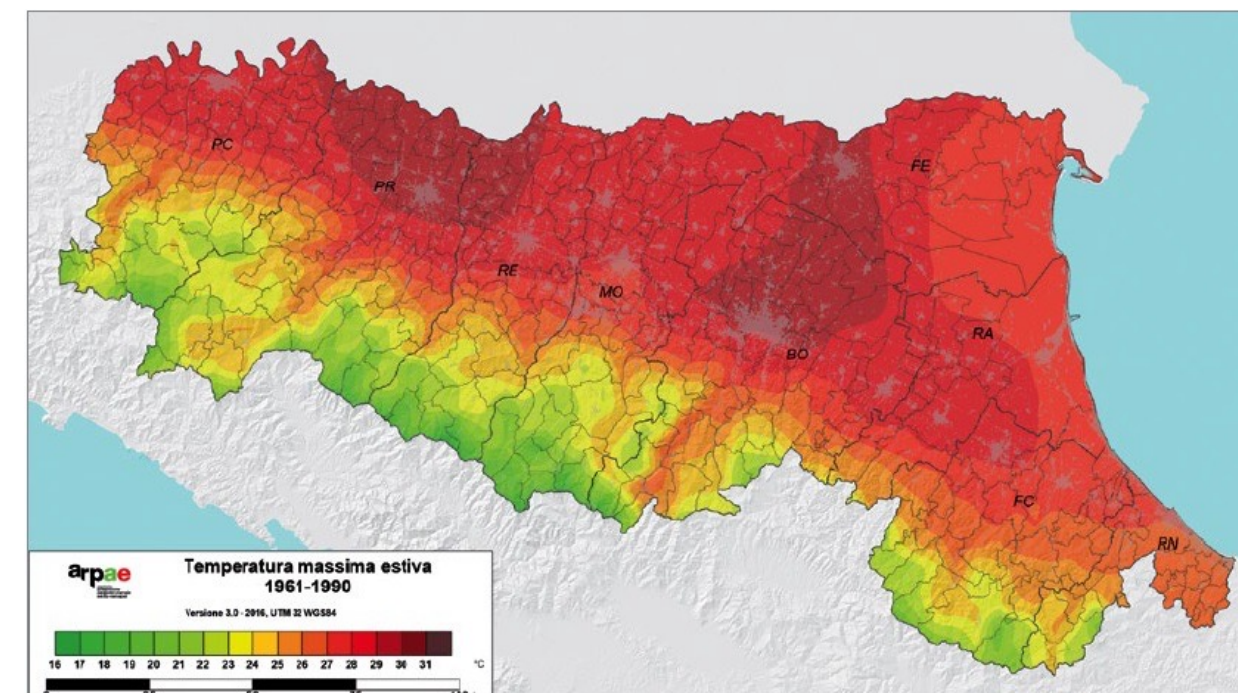 PC
PR
FE
RE
MO
RA
BO
FC
RN
arpae
Temperatura massima estiva
1961-1990
Versione 3.0 - 2016, UTM 32 WGS84
16 17 18 19 20 21 22 23 24 25 26 27 28 29 30 31 °C